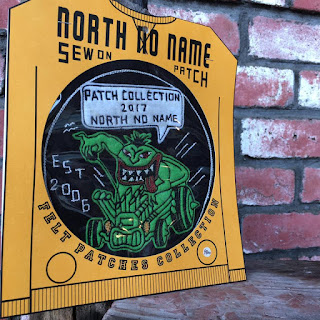 NORTH NO NAME
SEW ON PATCH
PATCH COLLECTION
2017
NORTH NO NAME
EST
2006
FELT PATCHES COLLECTION